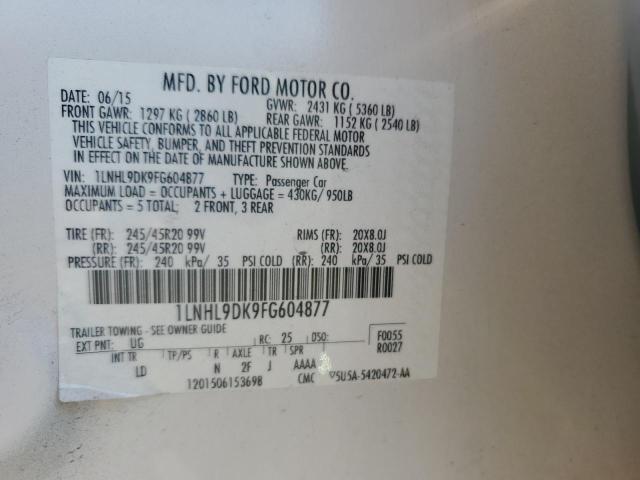 MFD. BY FORD MOTOR CO.
DATE: 06/15 GVWR: 2431 KG ( 5360 LB)
FRONT GAWR: 1297 KG ( 2860 LB) REAR GAWR: 1152 KG ( 2540 LB)
THIS VEHICLE CONFORMS TO ALL APPLICABLE FEDERAL MOTOR
VEHICLE SAFETY, BUMPER, AND THEFT PREVENTION STANDARDS
IN EFFECT ON THE DATE OF MANUFACTURE SHOWN ABOVE.
VIN: 1LNHL9DK9FG604877 TYPE: Passenger Car
MAXIMUM LOAD = OCCUPANTS + LUGGAGE = 430KG/ 950LB
OCCUPANTS = 5 TOTAL; 2 FRONT, 3 REAR
TIRE (FR): 245/45R20 99V RIMS (FR): 20X8.0J
(RR): 245/45R20 99V (RR): 20X8.0J
PRESSURE (FR): 240 kPa/ 35 PSI COLD (RR): 240 kPa/ 35 PSI COLD
1LNHL9DK9FG604877
TRAILER TOWING - SEE OWNER GUIDE
EXT PNT: UG RC: 25 DSO: F0055
R0027
INT TR TP/PS R AXLE TR SPR
LD N 2F J AAAA
120150615369B CMC 5U5A-5420472-AA